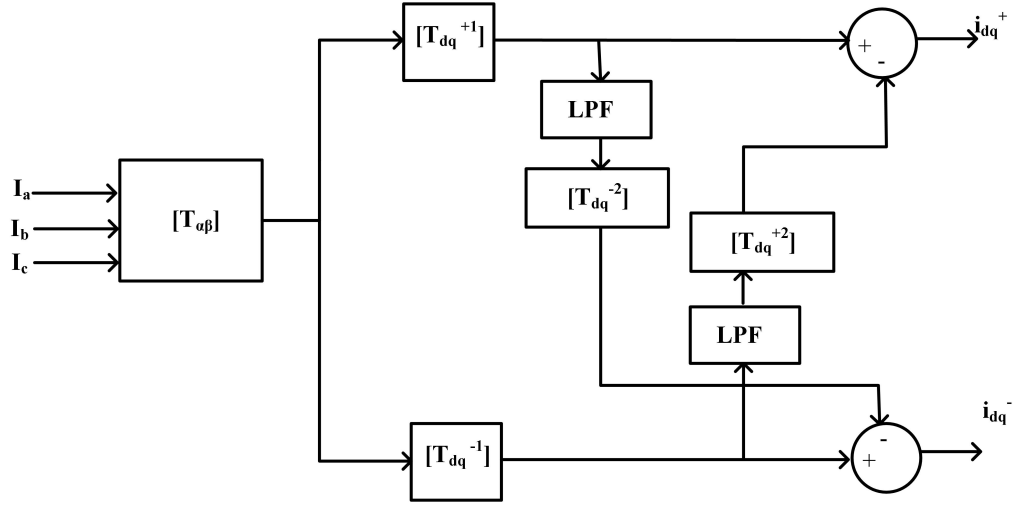 [T_dq^+1]
i_dq^+
+
-
LPF
[T_dq^-2]
I_a
[T_αβ]
I_b
[T_dq^+2]
I_c
LPF
i_dq^-
-
[T_dq^-1]
+